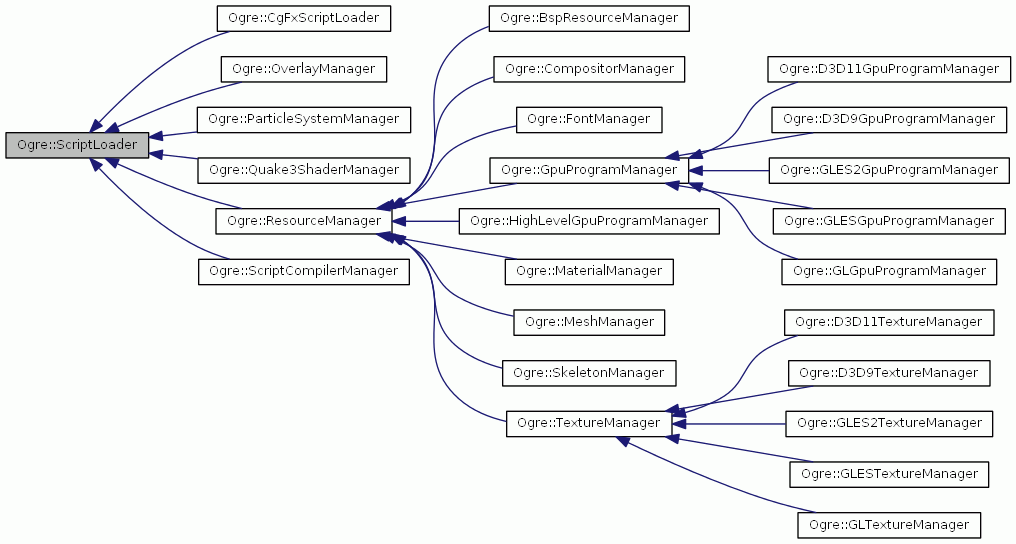 Ogre::ScriptLoader
Ogre::CgFxScriptLoader
Ogre::OverlayManager
Ogre::ParticleSystemManager
Ogre::Quake3ShaderManager
Ogre::ResourceManager
Ogre::ScriptCompilerManager
Ogre::BspResourceManager
Ogre::CompositorManager
Ogre::FontManager
Ogre::GpuProgramManager
Ogre::HighLevelGpuProgramManager
Ogre::MaterialManager
Ogre::MeshManager
Ogre::SkeletonManager
Ogre::TextureManager
Ogre::D3D11GpuProgramManager
Ogre::D3D9GpuProgramManager
Ogre::GLES2GpuProgramManager
Ogre::GLESGpuProgramManager
Ogre::GLGpuProgramManager
Ogre::D3D11TextureManager
Ogre::D3D9TextureManager
Ogre::GLES2TextureManager
Ogre::GLESTextureManager
Ogre::GLTextureManager